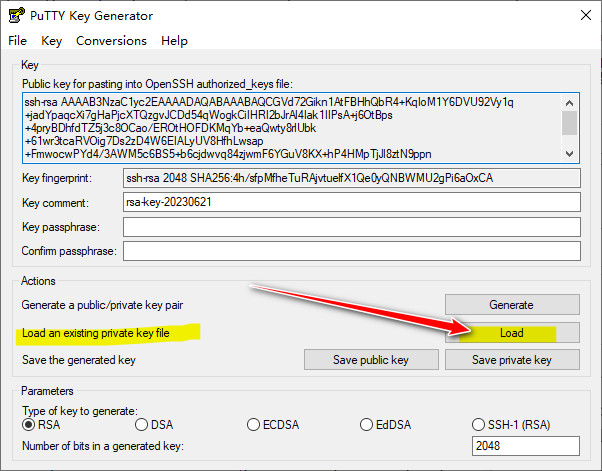 PuTTY Key Generator
File Key Conversions Help
Key
Public key for pasting into OpenSSH authorized_keys file:
ssh-rsa AAAAB3NzaC1yc2EAAAADAQABAAABAQCGVd72Gikn1AtFBHhQbR4+KqIoM1Y6DVU92Vy1q
+jadYpaqcXi7gHaPjcXTQzgvJCDd54qWogkCiIHRI2bJrAI4Iak1IIPsA+j6OtBps
+4pryBDhfdTZ5j3c8OCao/EROtHOFDKMqYb+eaQwty8rlUbk
+61wr3tcaRVOig7Ds2zD4W6EIALyUV8HfhLwsap
+FmwocwPYd4/3AWM5c6BS5+b6cjdwvq84zjwmF6YGuV8KX+hP4HMpTjJI8ztN9ppn
Key fingerprint: ssh-rsa 2048 SHA256:4h/sfpMfheTuRAjvtuelfX1Qe0yQNBWMU2gPi6aOxCA
Key comment: rsa-key-20230621
Key passphrase:
Confirm passphrase:
Actions
Generate a public/private key pair Generate
Load an existing private key file Load
Save the generated key Save public key Save private key
Parameters
Type of key to generate:
RSA DSA ECDSA EdDSA SSH-1 (RSA)
Number of bits in a generated key: 2048